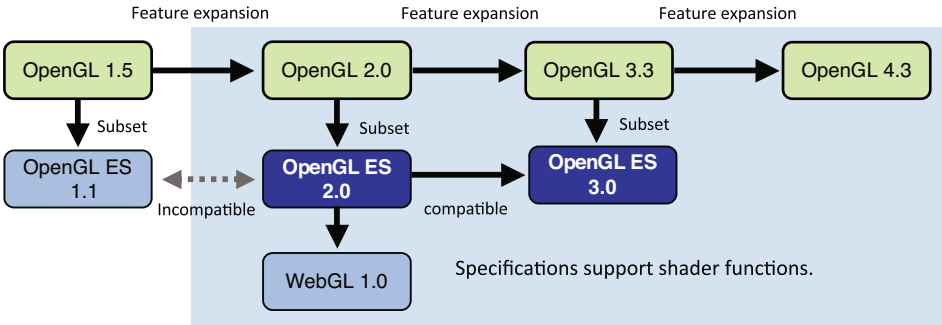 Feature expansion
Feature expansion
Feature expansion
OpenGL 1.5
OpenGL 2.0
OpenGL 3.3
OpenGL 4.3
Subset
Subset
Subset
OpenGL ES
1.1
OpenGL ES
2.0
OpenGL ES
3.0
Incompatible
compatible
WebGL 1.0
Specifications support shader functions.